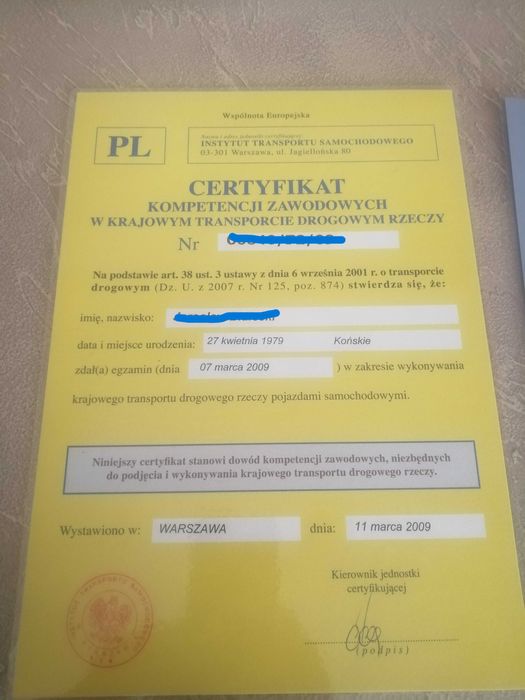 Wspólnota Europejska
PL
Nazwa i adres jednostki certyfikującej
INSTYTUT TRANSPORTU SAMOCHODOWEGO
03-301 Warszawa, ul. Jagiellońska 80
CERTYFIKAT
KOMPETENCJI ZAWODOWYCH
W KRAJOWYM TRANSPORCIE DROGOWYM RZECZY
Nr
Na podstawie art. 38 ust. 3 ustawy z dnia 6 września 2001 r. o transporcie
drogowym (Dz. U. z 2007 r. Nr 125, poz. 874) stwierdza się, że:
imię, nazwisko:
data i miejsce urodzenia: 27 kwietnia 1979 Końskie
zdał(a) egzamin (dnia 07 marca 2009 ) w zakresie wykonywania
krajowego transportu drogowego rzeczy pojazdami samochodowymi.
Niniejszy certyfikat stanowi dowód kompetencji zawodowych, niezbędnych
do podjęcia i wykonywania krajowego transportu drogowego rzeczy.
Wystawiono w: WARSZAWA dnia: 11 marca 2009
Kierownik jednostki
certyfikującej
(podpis)